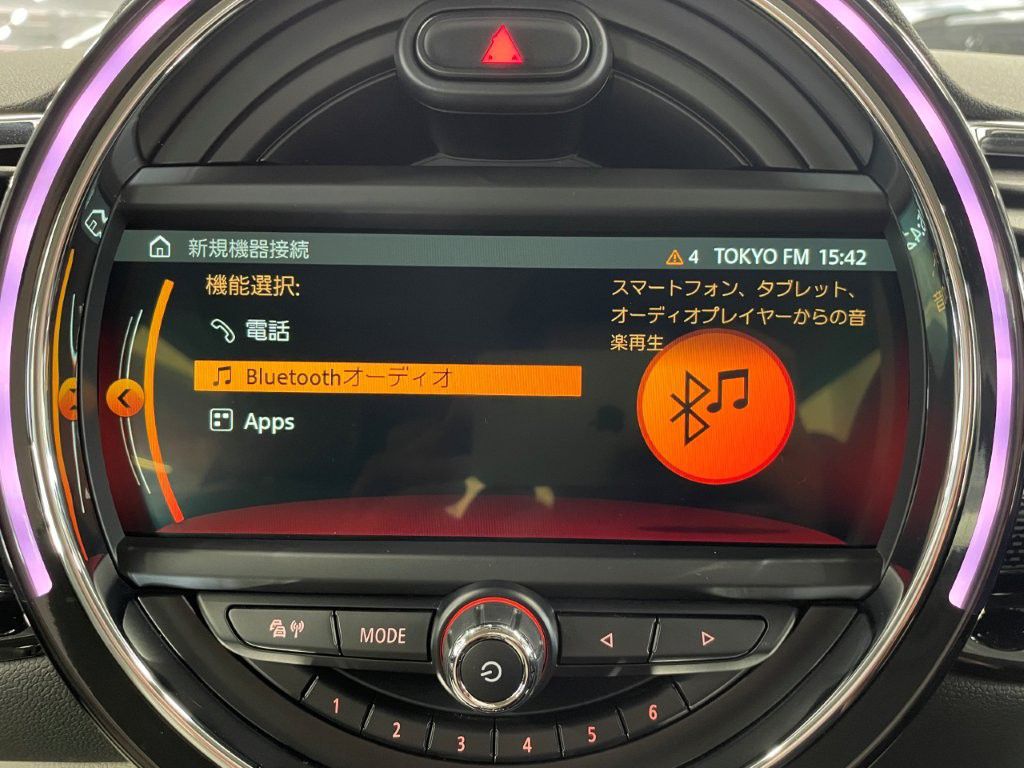 新規機器接続
4 TOKYO FM 15:42
機能選択:
電話
Bluetoothオーディオ
Apps
スマートフォン、タブレット、
オーディオプレイヤーからの音
楽再生
MODE
1
2
3
4
5
6